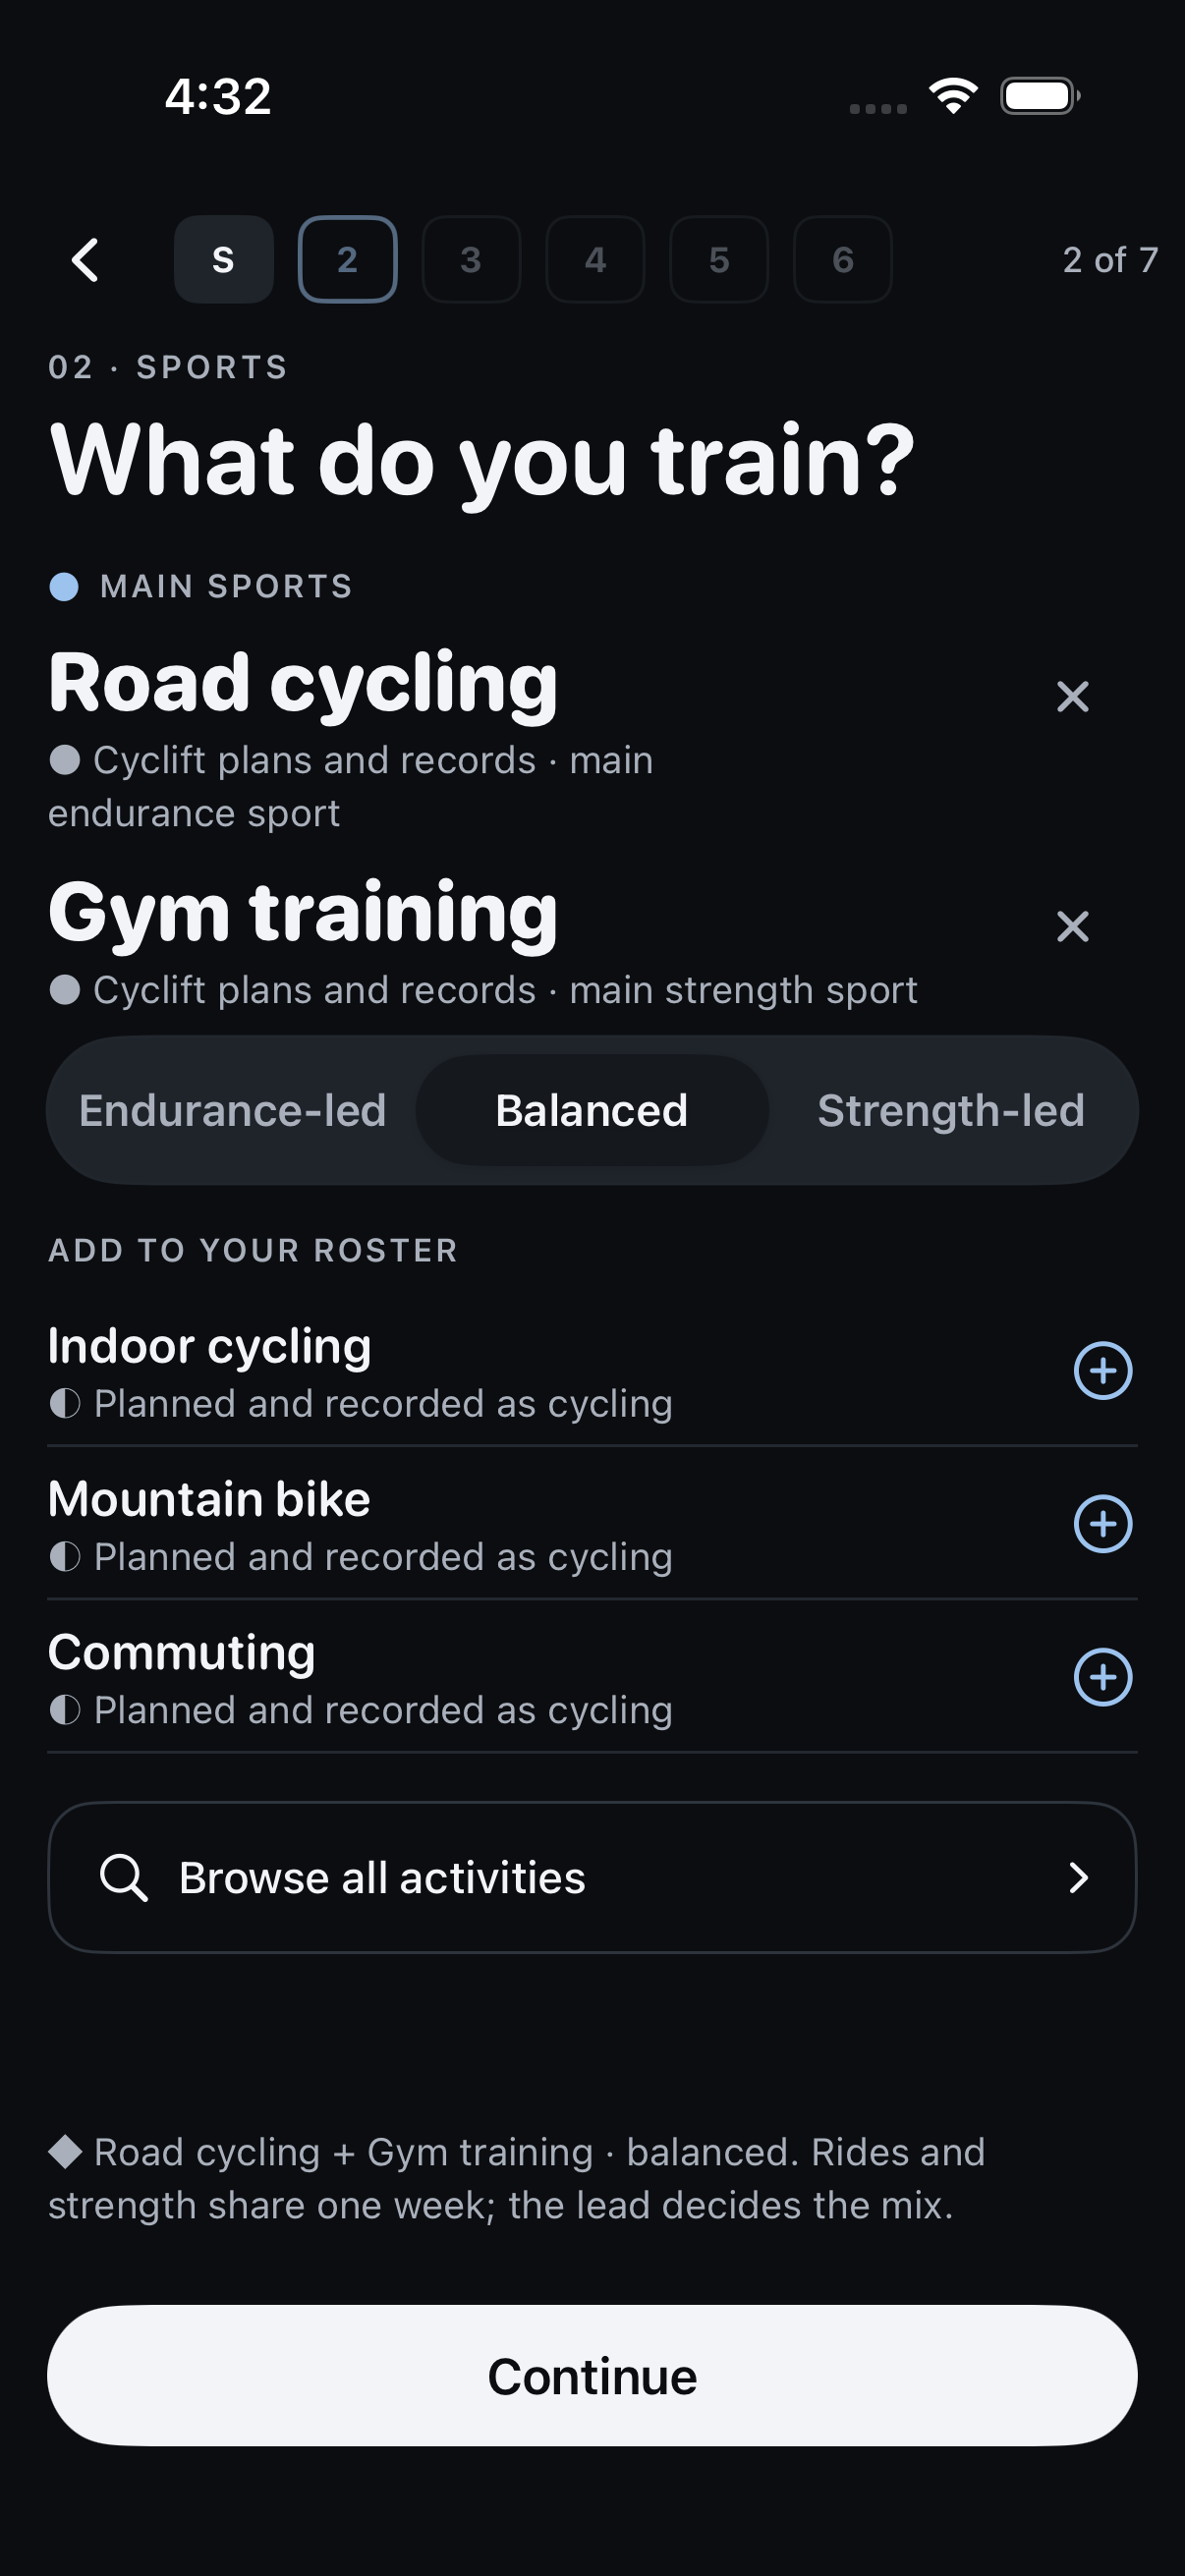 4:32
S 2 3 4 5 6 2 of 7
02 · SPORTS
What do you train?
MAIN SPORTS
Road cycling
Cyclift plans and records · main
endurance sport
Gym training
Cyclift plans and records · main strength sport
Endurance-led Balanced Strength-led
ADD TO YOUR ROSTER
Indoor cycling
Planned and recorded as cycling
Mountain bike
Planned and recorded as cycling
Commuting
Planned and recorded as cycling
Browse all activities
Road cycling + Gym training · balanced. Rides and
strength share one week; the lead decides the mix.
Continue